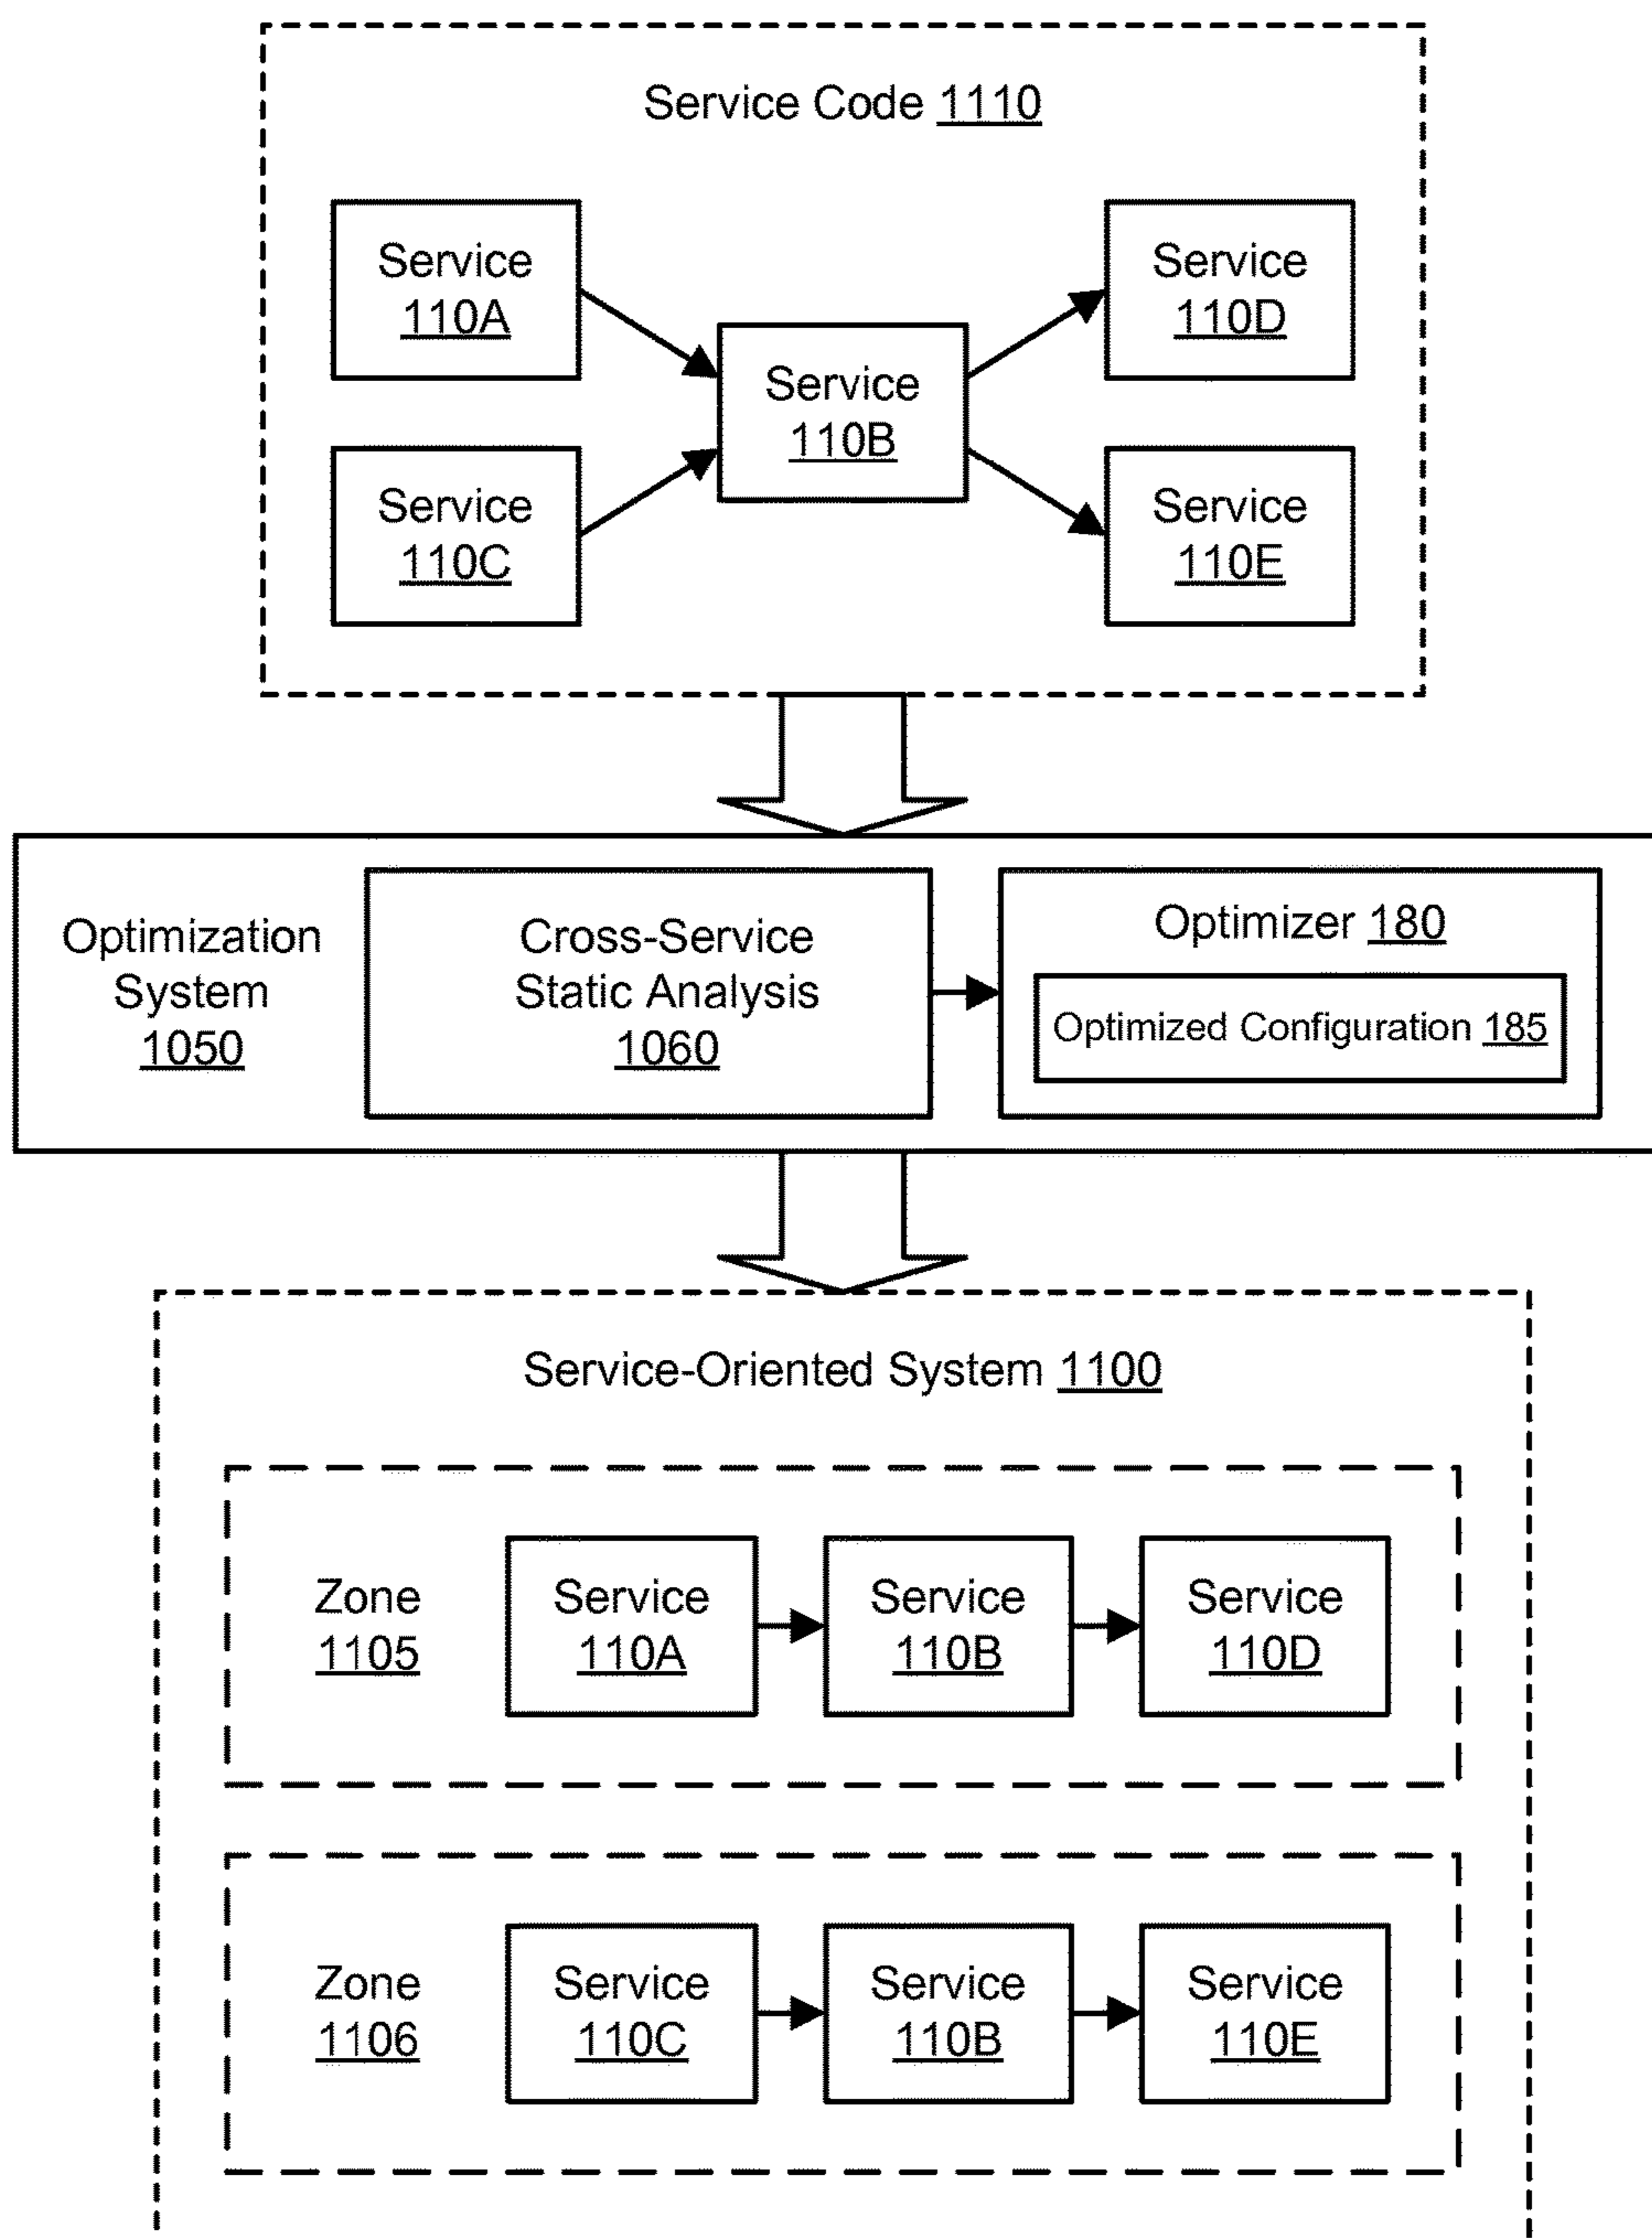 Service Code 1110
Service
110A
Service
110D
Service
110B
Service
110C
Service
110E
Optimization
System
1050
Cross-Service
Static Analysis
1060
Optimizer 180
Optimized Configuration 185
Service-Oriented System 1100
Zone
1105
Service
110A
Service
110B
Service
110D
Zone
1106
Service
110C
Service
110B
Service
110E